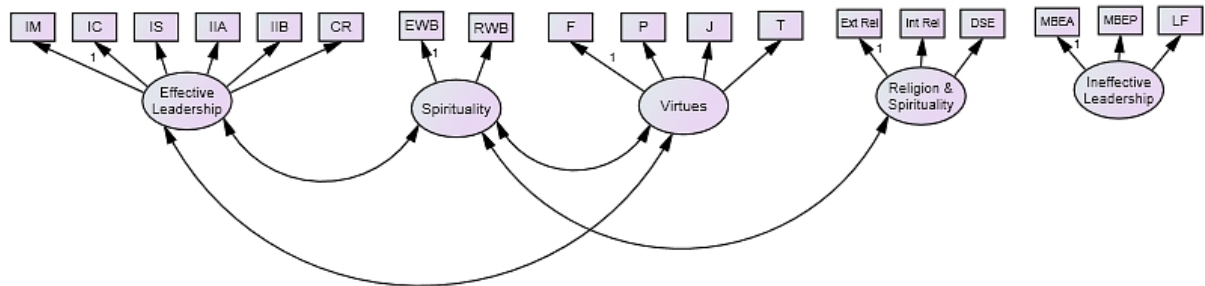 IM
IC
IS
IIA
IIB
CR
EWB
RWB
F
P
J
T
Ext Rel
Int Rel
DSE
MBEA
MBEP
LF
1
1
1
1
1
Effective
Leadership
Spirituality
Virtues
Religion &
Spirituality
Ineffective
Leadership